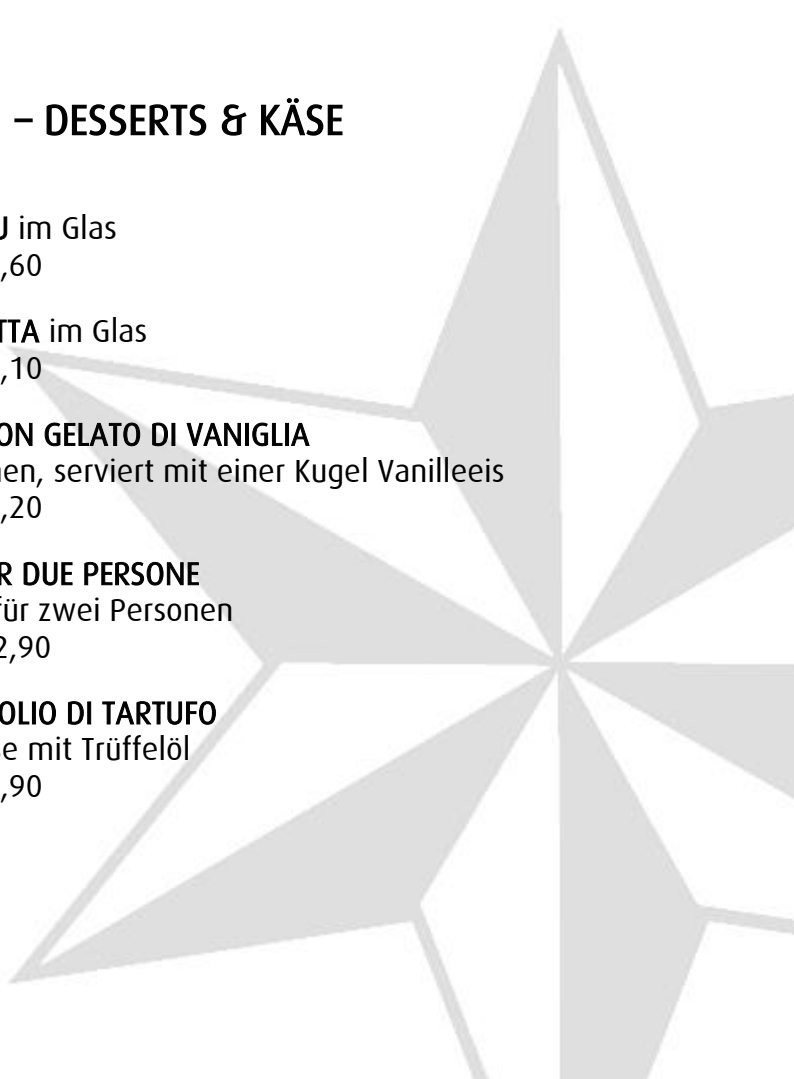 – DESSERTS & KÄSE
U im Glas
,60
TTA im Glas
,10
ON GELATO DI VANIGLIA
en, serviert mit einer Kugel Vanilleeis
,20
R DUE PERSONE
für zwei Personen
2,90
OLIO DI TARTUFO
e mit Trüffelöl
,90